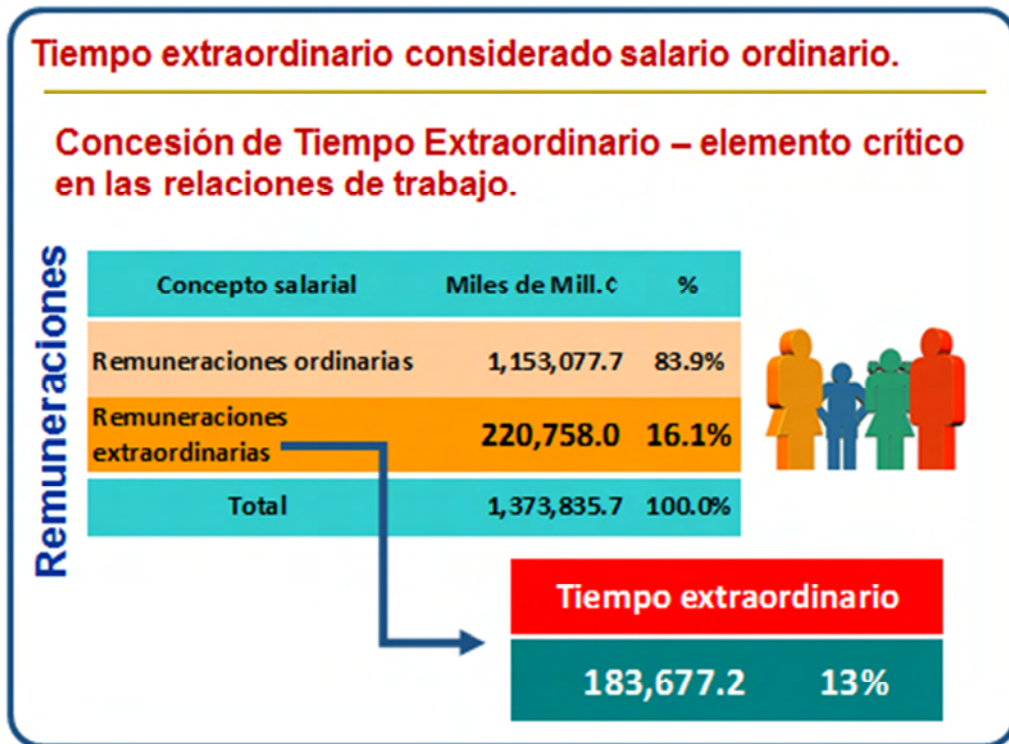 Tiempo extraordinario considerado salario ordinario.
Concesión de Tiempo Extraordinario – elemento crítico
en las relaciones de trabajo.
Remuneraciones
Concepto salarial Miles de Mill.¢ %
Remuneraciones ordinarias 1,153,077.7 83.9%
Remuneraciones
extraordinarias 220,758.0 16.1%
Total 1,373,835.7 100.0%
Tiempo extraordinario
183,677.2 13%